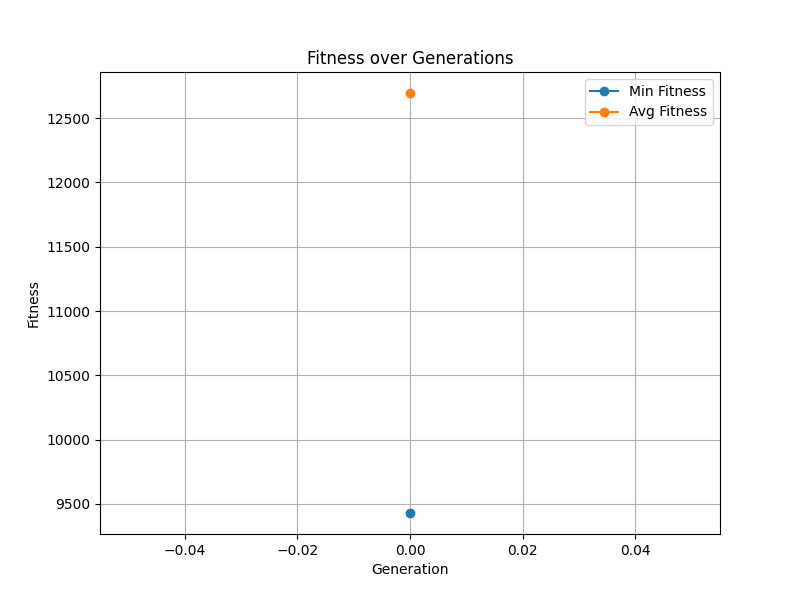 Fitness over Generations
Min Fitness
Avg Fitness
12500
12000
11500
11000
10500
10000
9500
Fitness
−0.04
−0.02
0.00
0.02
0.04
Generation